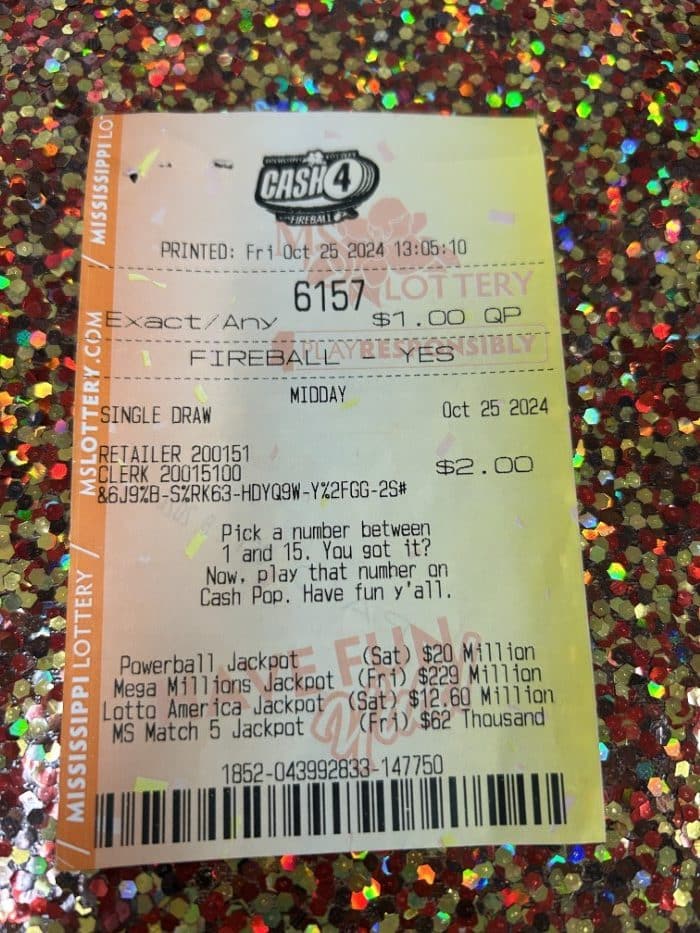 CASH 4
FIREBALL
PRINTED: Fri Oct 25 2024 13:05:10
MS LOTTERY
6157
Exact/Any $1.00 QP
PLAY RESPONSIBLY
FIREBALL - YES
MIDDAY
SINGLE DRAW Oct 25 2024
RETAILER 200151
CLERK 20015100 $2.00
&6J9%B-S%RK63-HDYQ9W-Y%2FGG-2S#
Pick a number between
1 and 15. You got it?
Now, play that number on
Cash Pop. Have fun y'all.
HAVE FUN
Y'all
Powerball Jackpot (Sat) $20 Million
Mega Millions Jackpot (Fri) $229 Million
Lotto America Jackpot (Sat) $12.60 Million
MS Match 5 Jackpot (Fri) $62 Thousand
1852-043992833-147750
MISSISSIPPI LOTTERY / MSLOTTERY.COM / MISSISSIPPI LOT